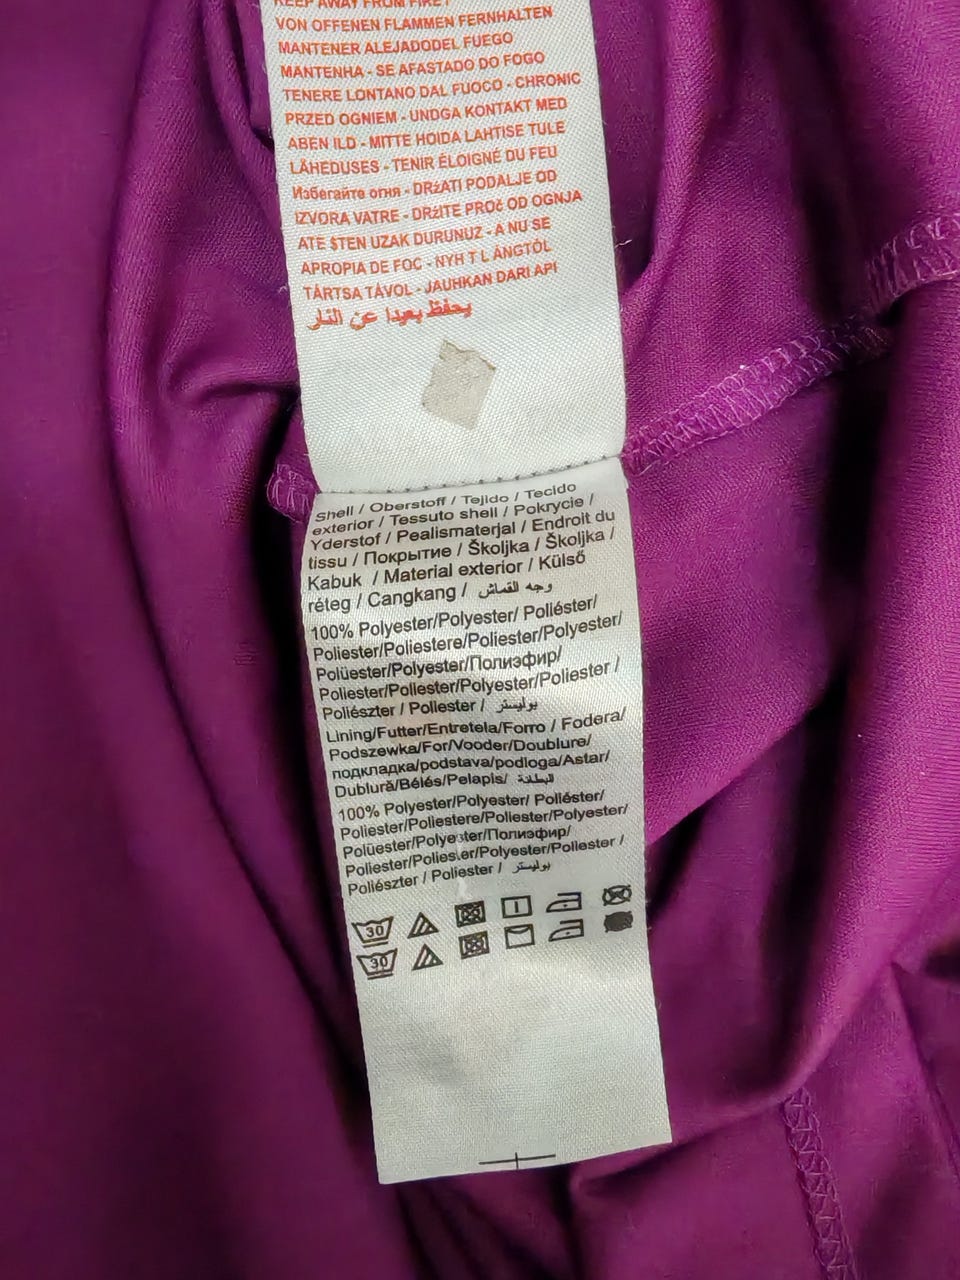 KEEP AWAY FROM FIRE /
VON OFFENEN FLAMMEN FERNHALTEN
MANTENER ALEJADODEL FUEGO
MANTENHA - SE AFASTADO DO FOGO
TENERE LONTANO DAL FUOCO - CHRONIC
PRZED OGNIEM - UNDGA KONTAKT MED
ABEN ILD - MITTE HOIDA LAHTISE TULE
LÄHEDUSES - TENIR ÉLOIGNÉ DU FEU
Избегайте огня - DRžATI PODALJE OD
IZVORA VATRE - DRžITE PROč OD OGNJA
ATE ŞTEN UZAK DURUNUZ - A NU SE
APROPIA DE FOC - NYH T L ÁNGTÓL
TÁRTSA TÁVOL - JAUHKAN DARI API
يحفظ بعيدا عن النار
Shell / Oberstoff / Tejido / Tecido
exterior / Tessuto shell / Pokrycie /
Yderstof / Pealismaterjal / Endroit du
tissu / Покрытие / Školjka / Školjka /
Kabuk / Material exterior / Külső
réteg / Cangkang / وجه القماش
100% Polyester/Polyester/ Poliéster/
Poliester/Poliestere/Poliester/Polyester/
Polüester/Polyester/Полиэфир/
Poliester/Poliester/Polyester/Poliester /
Poliészter / Poliester / بوليستر
Lining/Futter/Entretela/Forro / Fodera/
Podszewka/For/Vooder/Doublure/
подкладка/podstava/podloga/Astar/
Dublură/Bélés/Pelapis/ البطانة
100% Polyester/Polyester/ Poliéster/
Poliester/Poliestere/Poliester/Polyester/
Polüester/Polyester/Полиэфир/
Poliester/Poliester/Polyester/Poliester /
Poliészter / Poliester / بوليستر
30
30